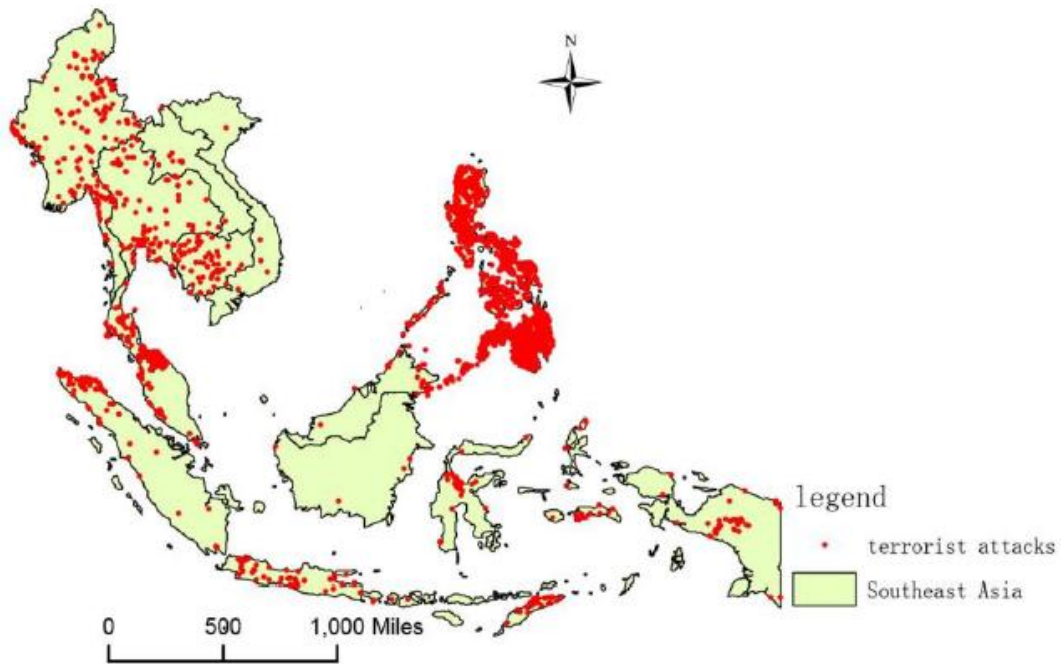 N
legend
terrorist attacks
Southeast Asia
0 500 1,000 Miles